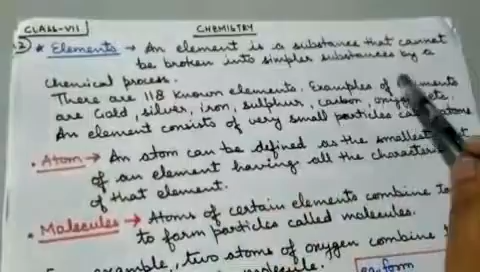 CLASS-VII
CHEMISTRY
2) * Elements → An element is a substance that cannot
be broken into simpler substances by a
chemical process.
There are 118 known elements. Examples of elements
are Gold, silver, iron, sulphur, carbon, oxygen etc.
An element consists of very small particles
• Atom → An atom can be defined as the smallest
of an element having all the
of that element.
• Molecules → Atoms of certain elements combine to
to form particles called molecules.
example, two atoms of oxygen combine
molecule.
eg. form